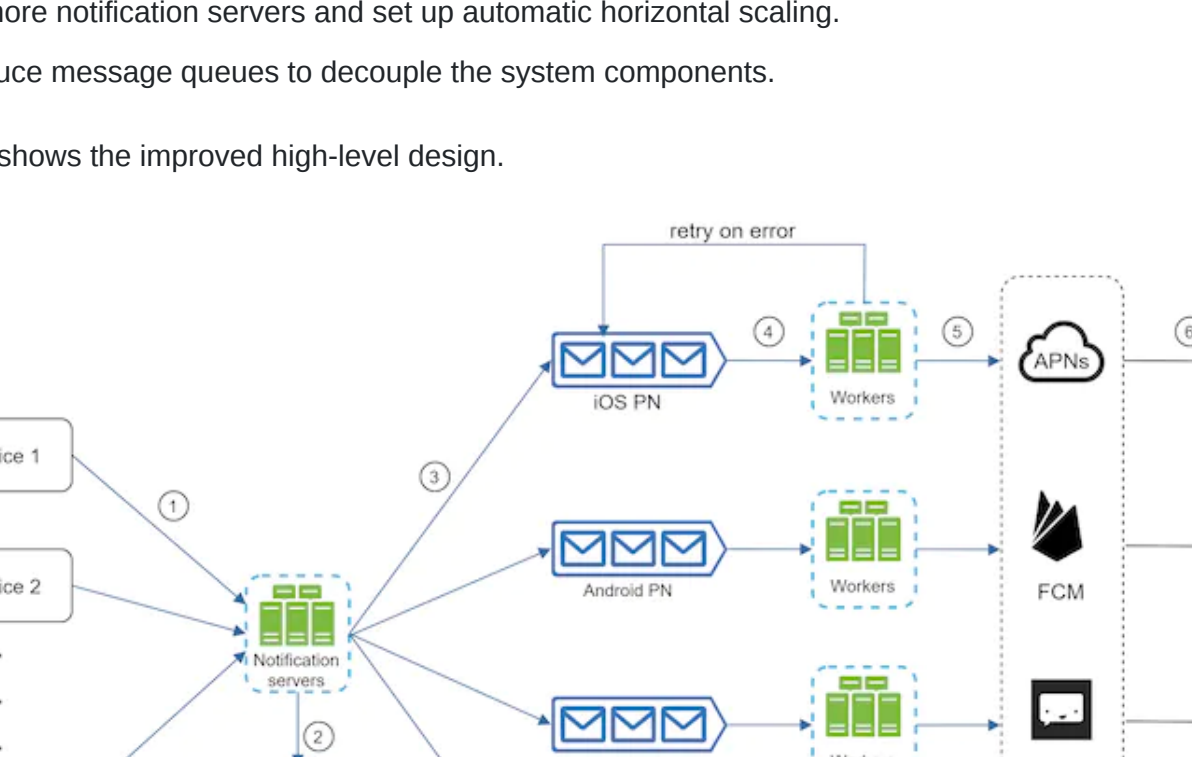 more notification servers and set up automatic horizontal scaling.
uce message queues to decouple the system components.
shows the improved high-level design.
retry on error
4
5
6
APNs
iOS PN
Workers
ice 1
3
1
ice 2
Android PN
Workers
FCM
Notification
servers
2